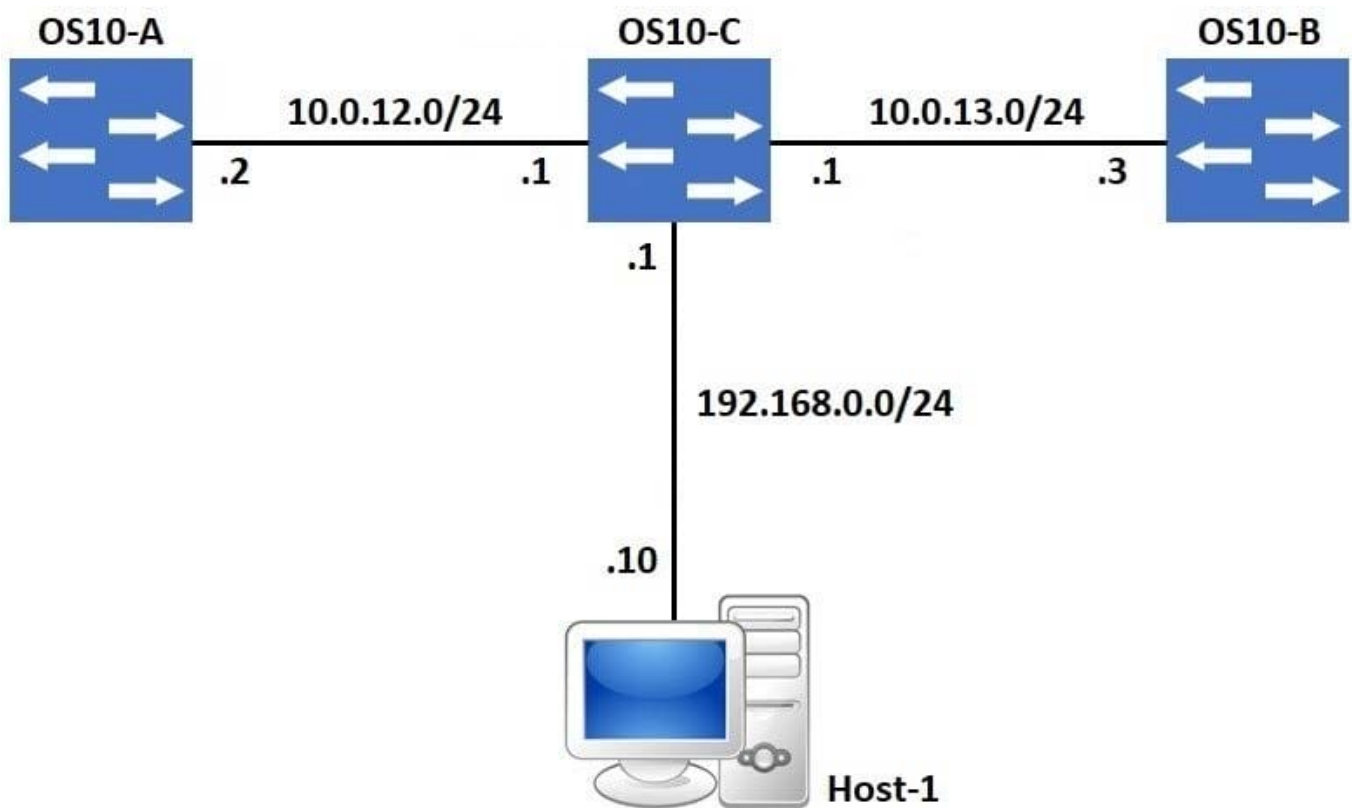 OS10-A
OS10-C
OS10-B
10.0.12.0/24
10.0.13.0/24
.2
.1
.1
.3
.1
192.168.0.0/24
.10
Host-1